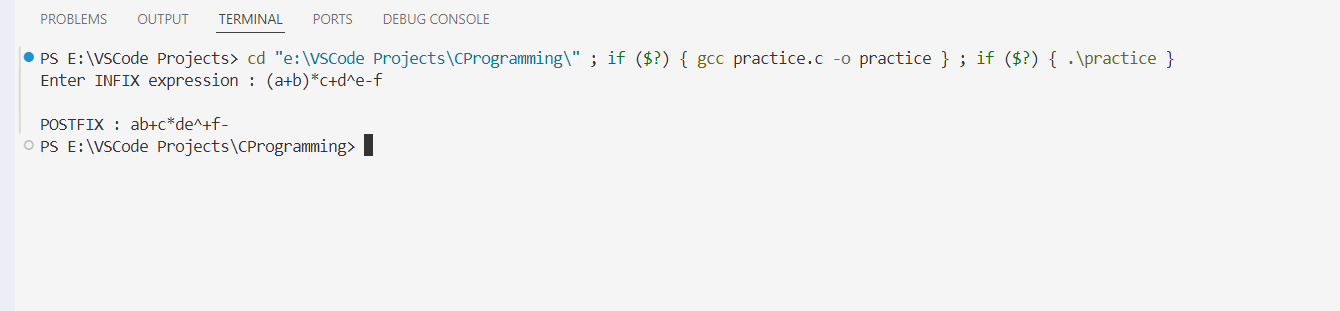 PROBLEMS OUTPUT TERMINAL PORTS DEBUG CONSOLE
PS E:\VSCode Projects> cd "e:\VSCode Projects\CProgramming\" ; if ($?) { gcc practice.c -o practice } ; if ($?) { .\practice }
Enter INFIX expression : (a+b)*c+d^e-f
POSTFIX : ab+c*de^+f-
PS E:\VSCode Projects\CProgramming>